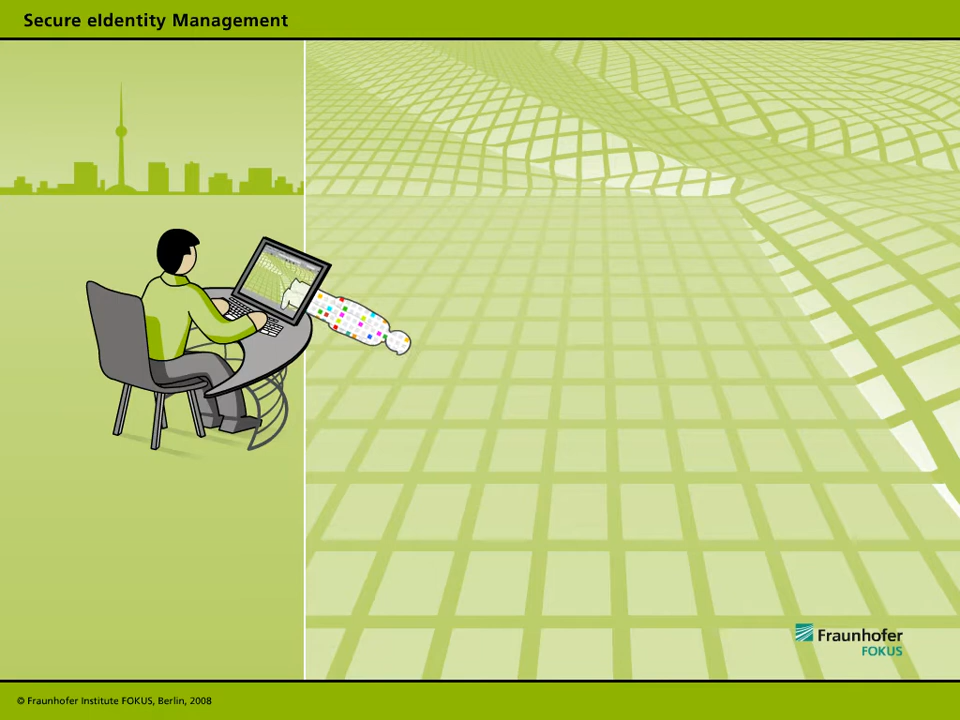 Secure eIdentity Management
Fraunhofer
FOKUS
© Fraunhofer Institute FOKUS, Berlin, 2008